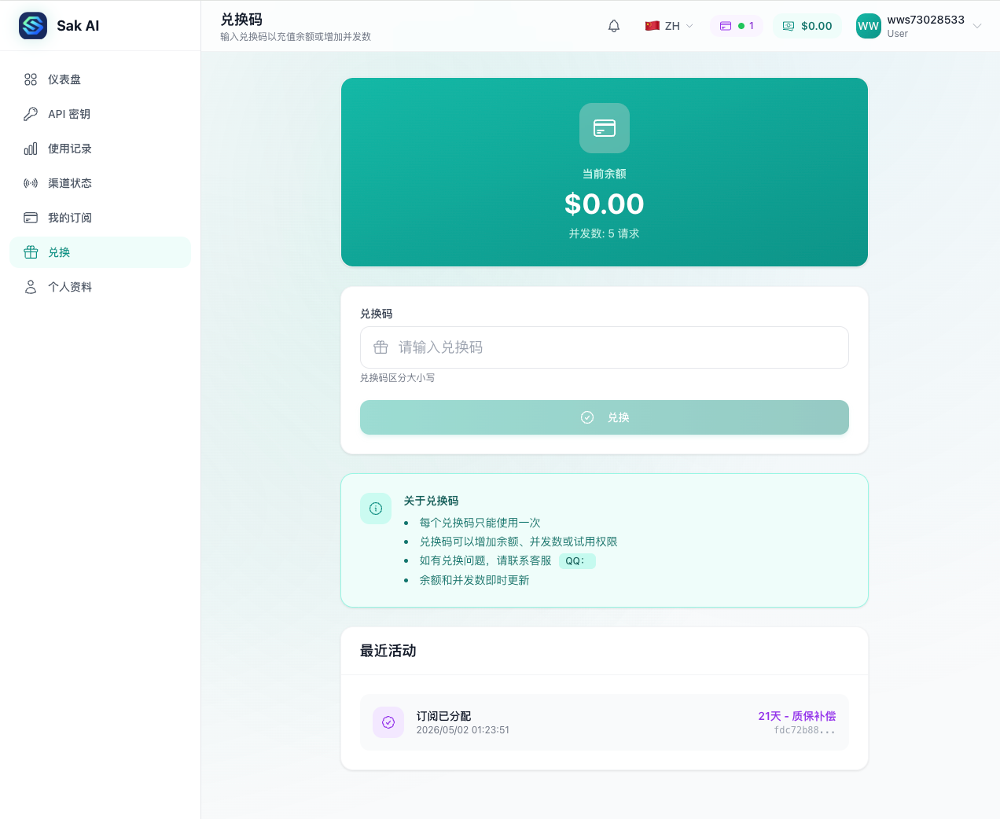 Sak AI
兑换码
输入兑换码以充值余额或增加并发数
ZH
1
$0.00
WW
wws73028533
User
仪表盘
API 密钥
使用记录
渠道状态
我的订阅
兑换
个人资料
当前余额
$0.00
并发数: 5 请求
兑换码
请输入兑换码
兑换码区分大小写
兑换
关于兑换码
每个兑换码只能使用一次
兑换码可以增加余额、并发数或试用权限
如有兑换问题，请联系客服 QQ：
余额和并发数即时更新
最近活动
订阅已分配
21天 - 质保补偿
2026/05/02 01:23:51
fdc72b88...